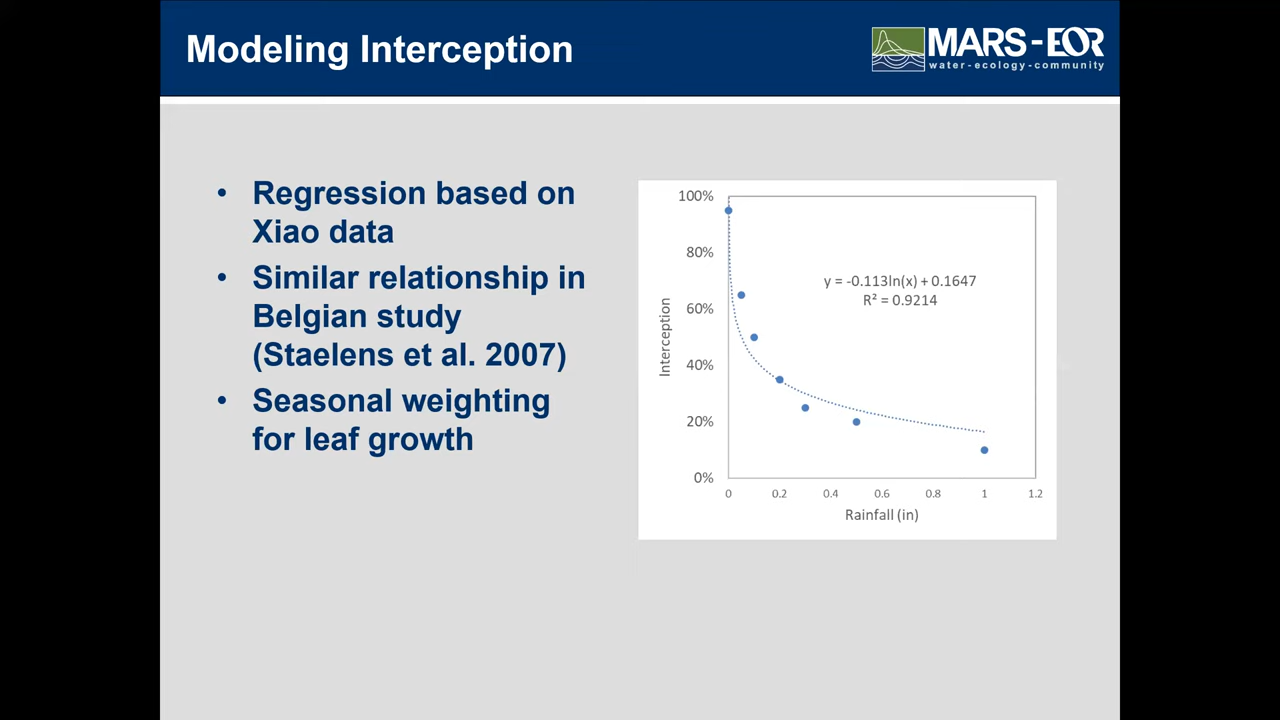 Modeling Interception
MARS-EOR
water-ecology-community
• Regression based on
Xiao data
• Similar relationship in
Belgian study
(Staelens et al. 2007)
• Seasonal weighting
for leaf growth
100%
80%
60%
40%
20%
0%
Interception
y = -0.113ln(x) + 0.1647
R² = 0.9214
0 0.2 0.4 0.6 0.8 1 1.2
Rainfall (in)